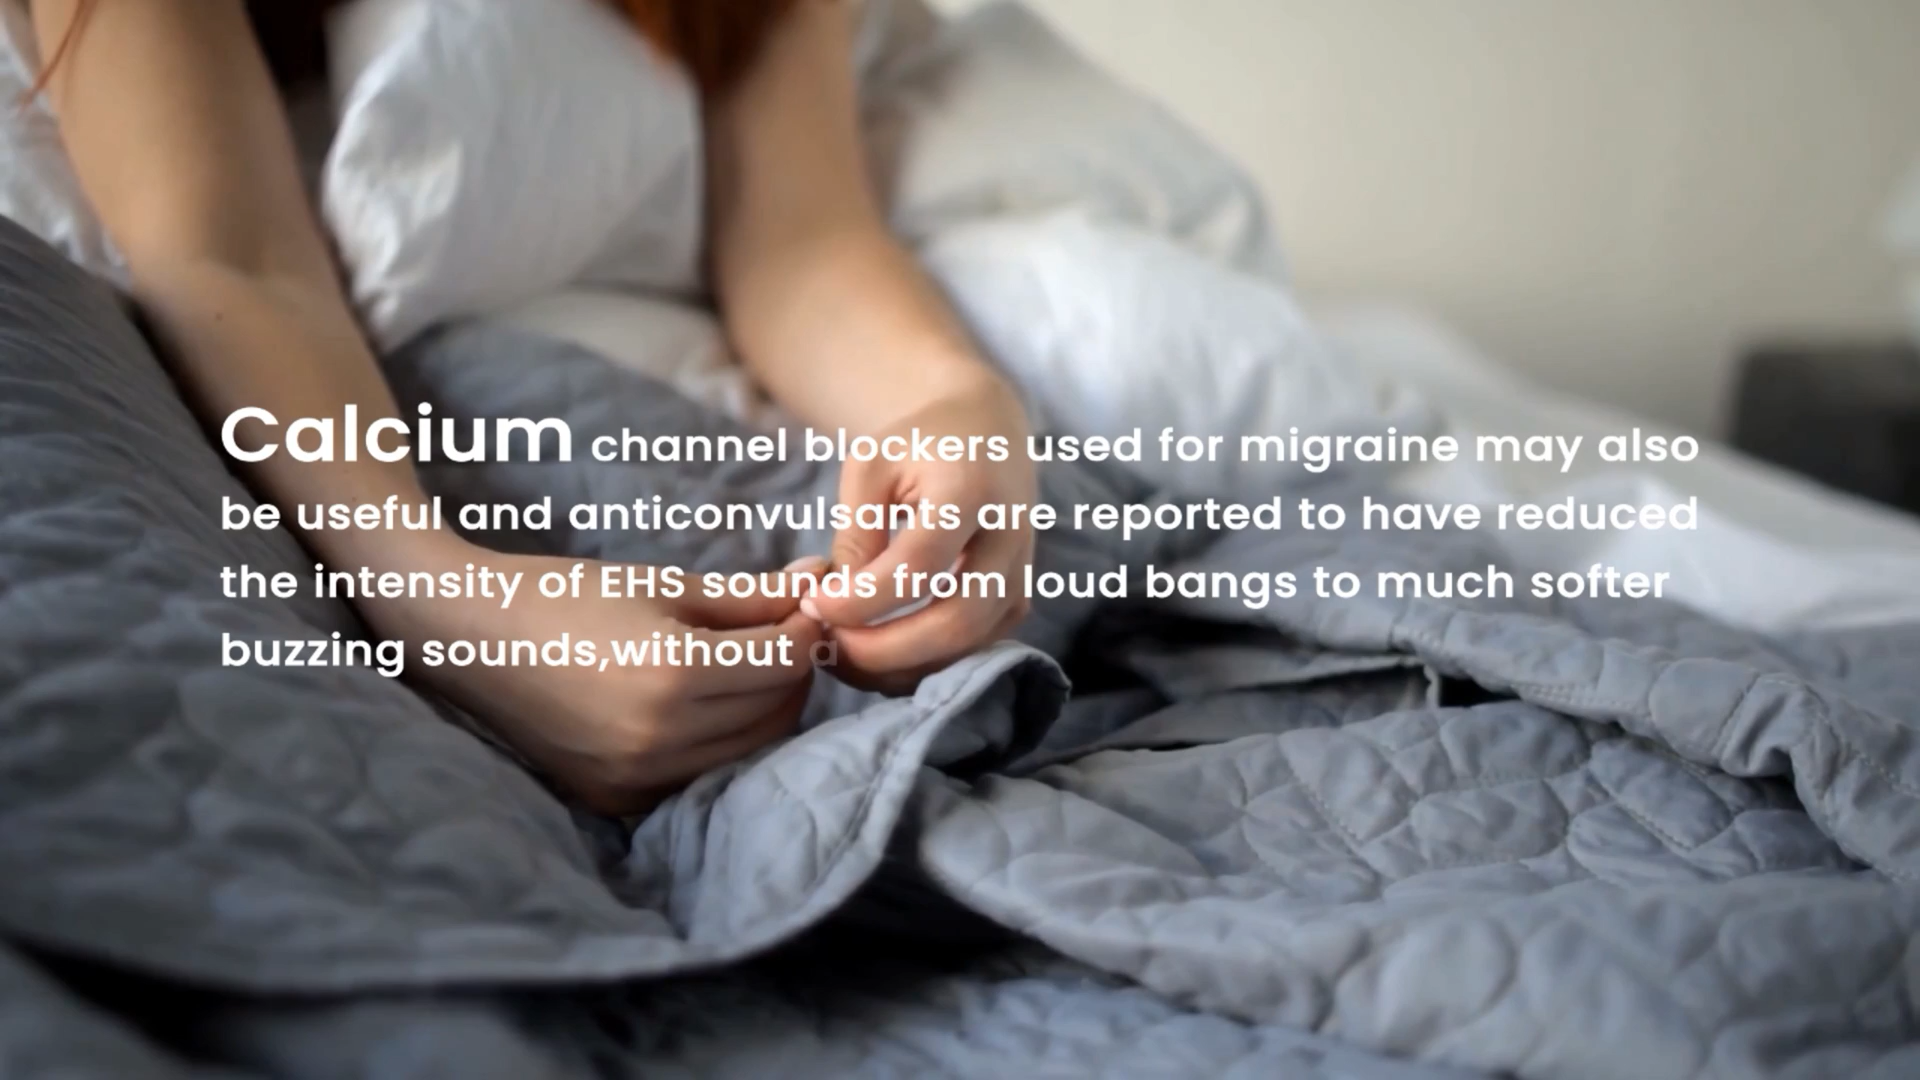 Calcium channel blockers used for migraine may also
be useful and anticonvulsants are reported to have reduced
the intensity of EHS sounds from loud bangs to much softer
buzzing sounds,without a